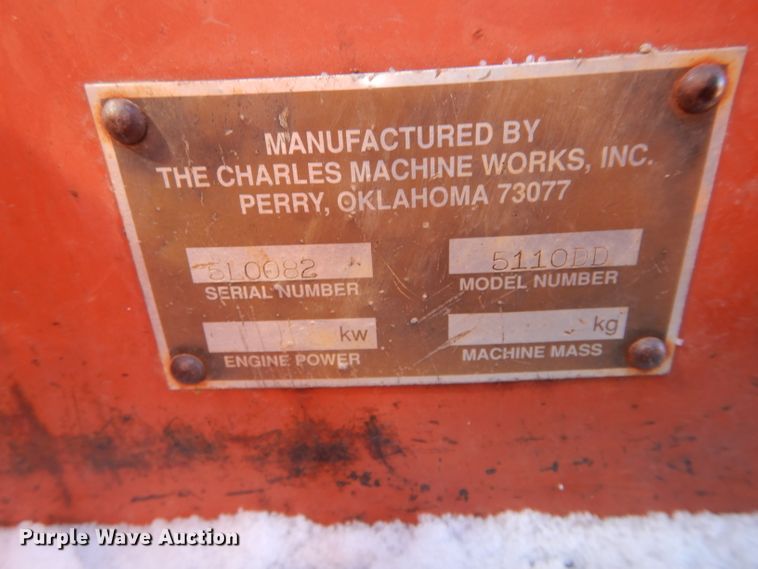 MANUFACTURED BY
THE CHARLES MACHINE WORKS, INC.
PERRY, OKLAHOMA 73077
5L0082 5110DD
SERIAL NUMBER MODEL NUMBER
kw kg
ENGINE POWER MACHINE MASS
Purple Wave Auction